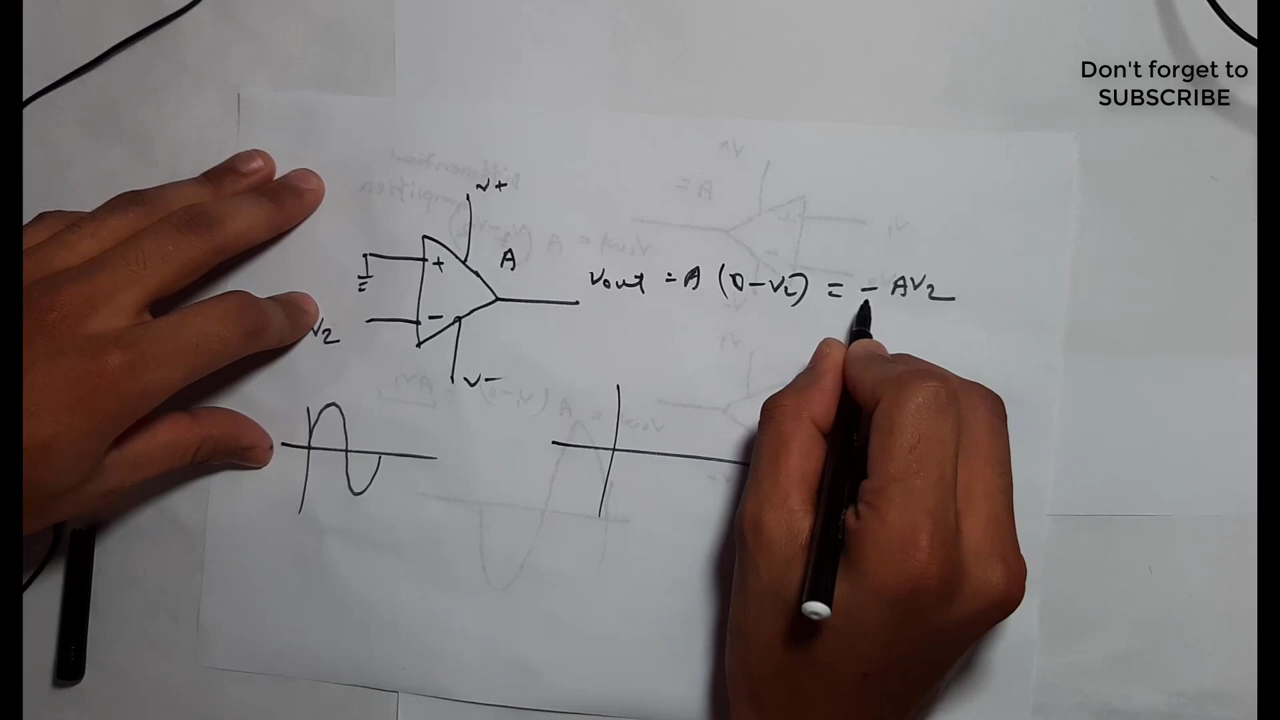 Don't forget to
SUBSCRIBE
V+
+
A
Vout = A (0-V2) = - AV2
-
V2
V-